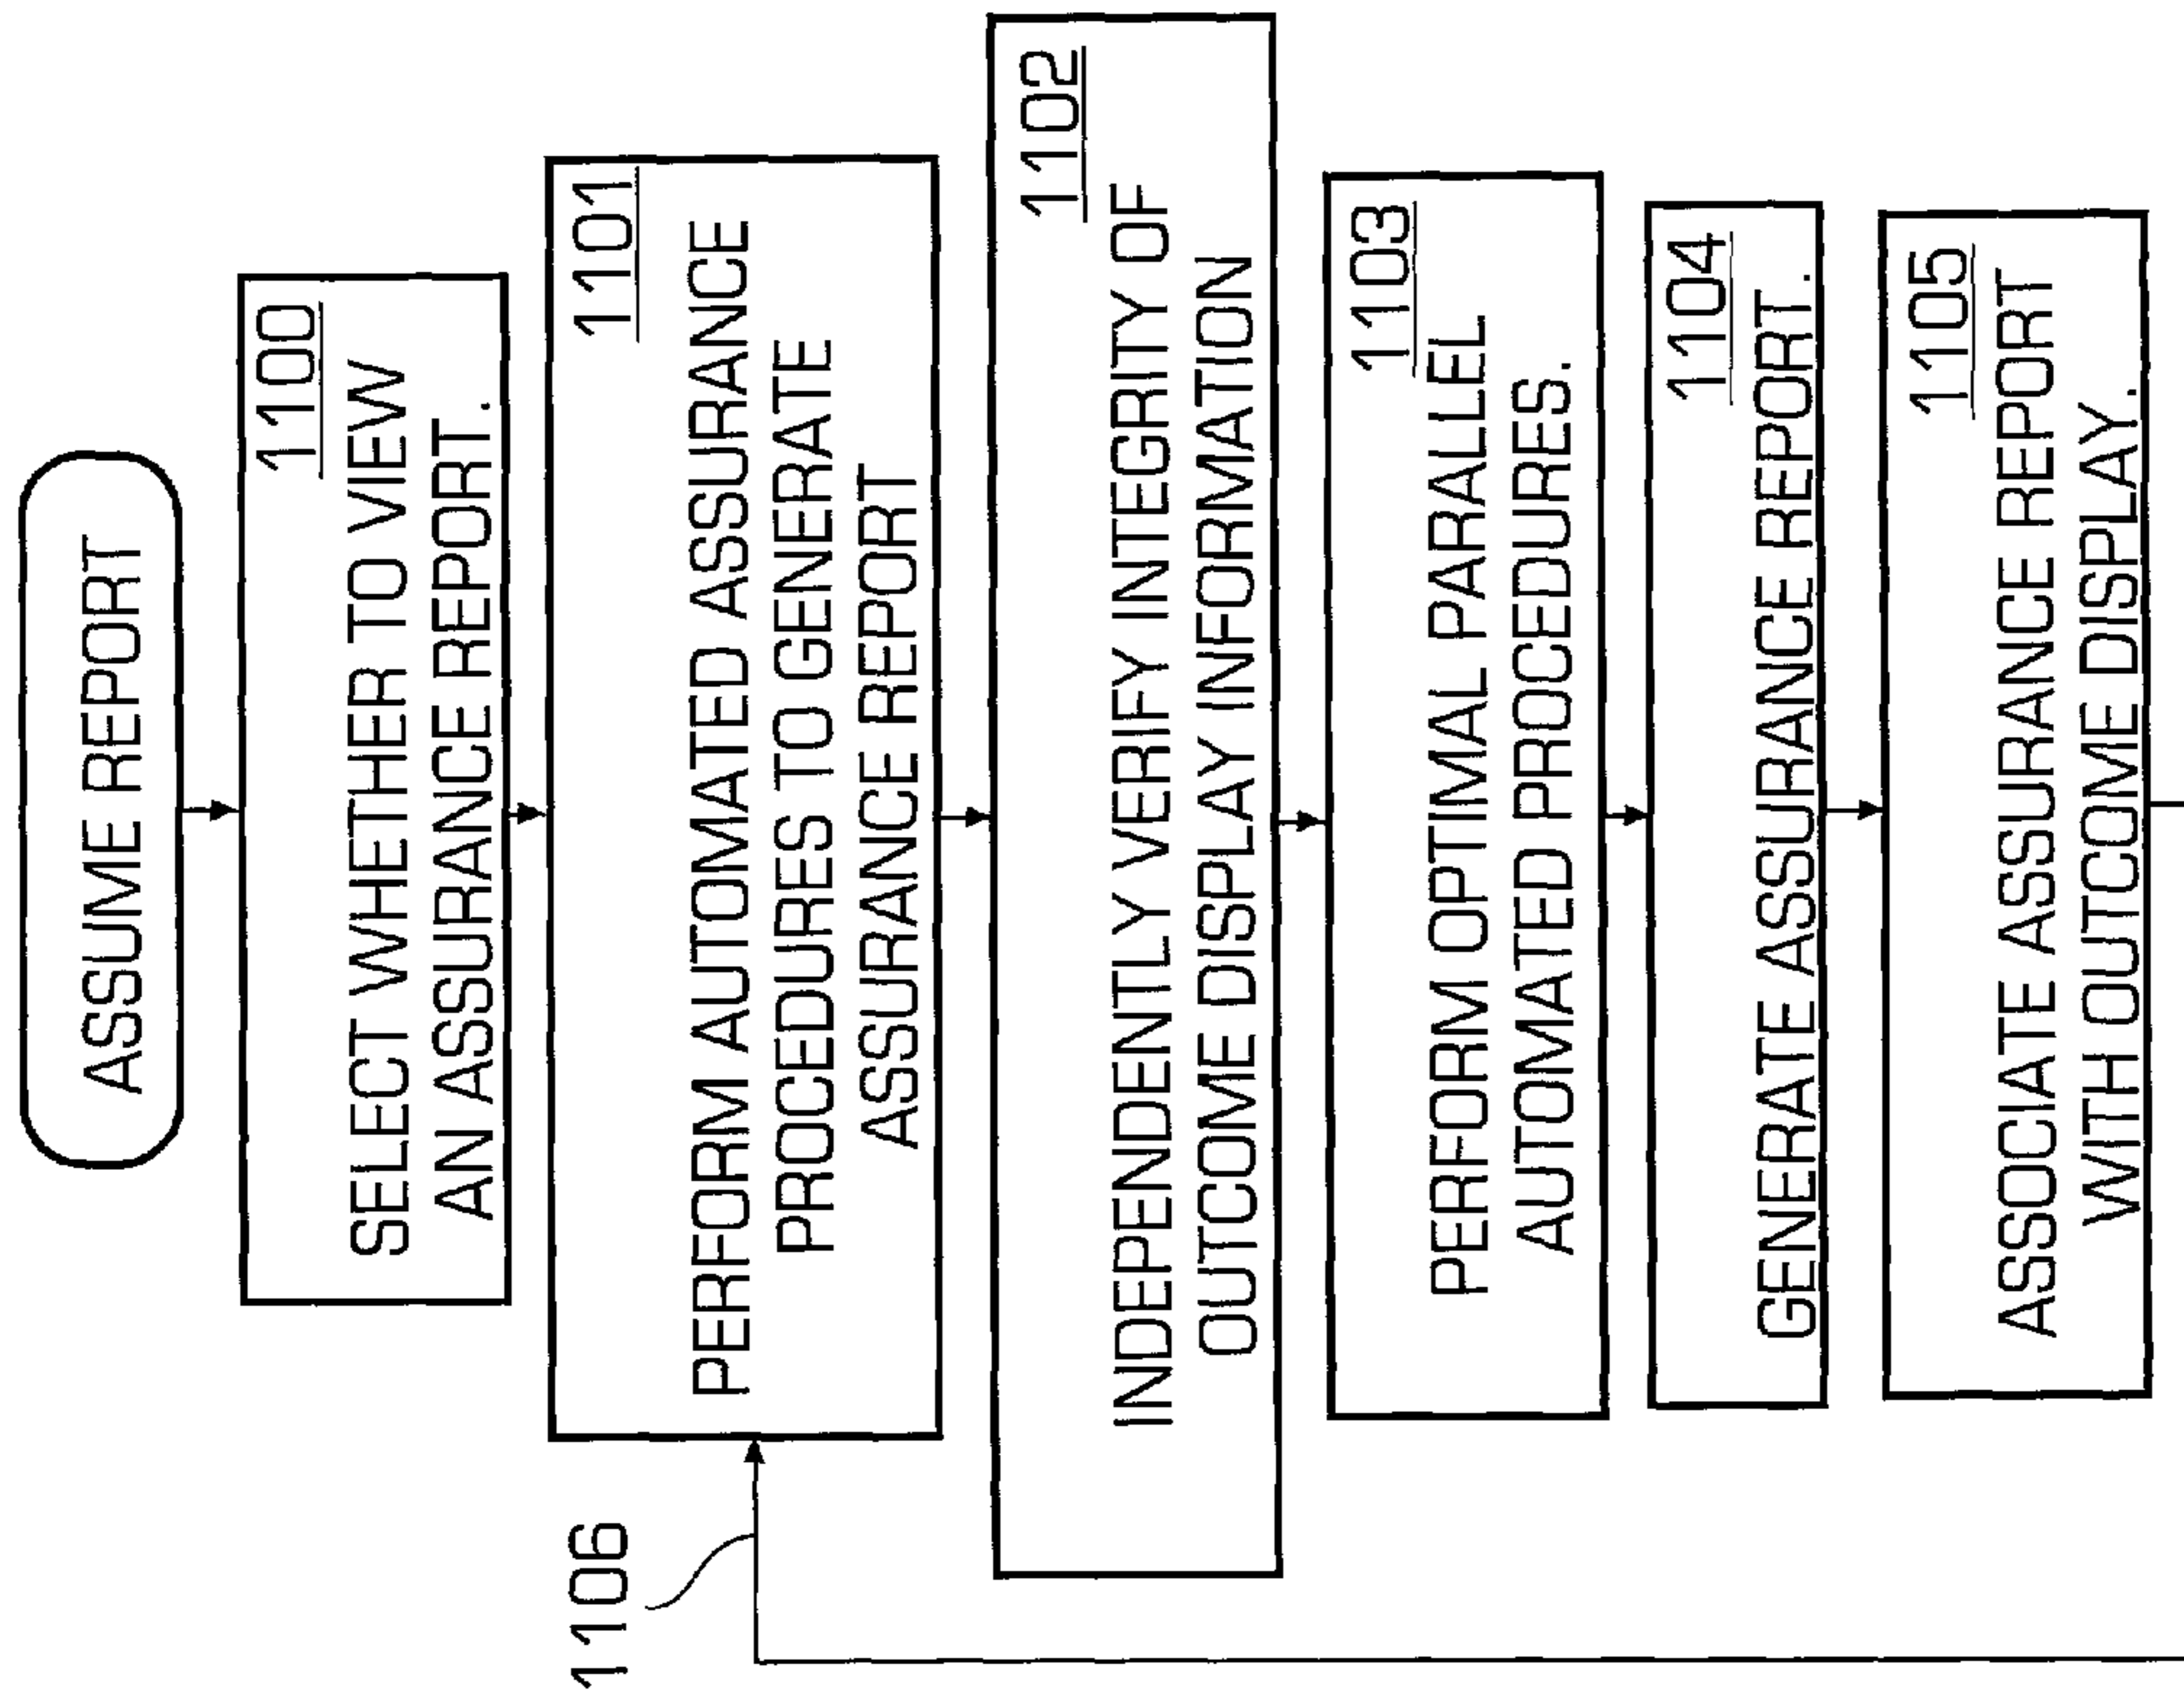 ASSUME REPORT
1100
SELECT WHETHER TO VIEW
AN ASSURANCE REPORT.
1101
PERFORM AUTOMATED ASSURANCE
PROCEDURES TO GENERATE
ASSURANCE REPORT
1102
INDEPENDENTLY VERIFY INTEGRITY OF
OUTCOME DISPLAY INFORMATION
1103
PERFORM OPTIMAL PARALLEL
AUTOMATED PROCEDURES.
1104
GENERATE ASSURANCE REPORT.
1105
ASSOCIATE ASSURANCE REPORT
WITH OUTCOME DISPLAY.
1106